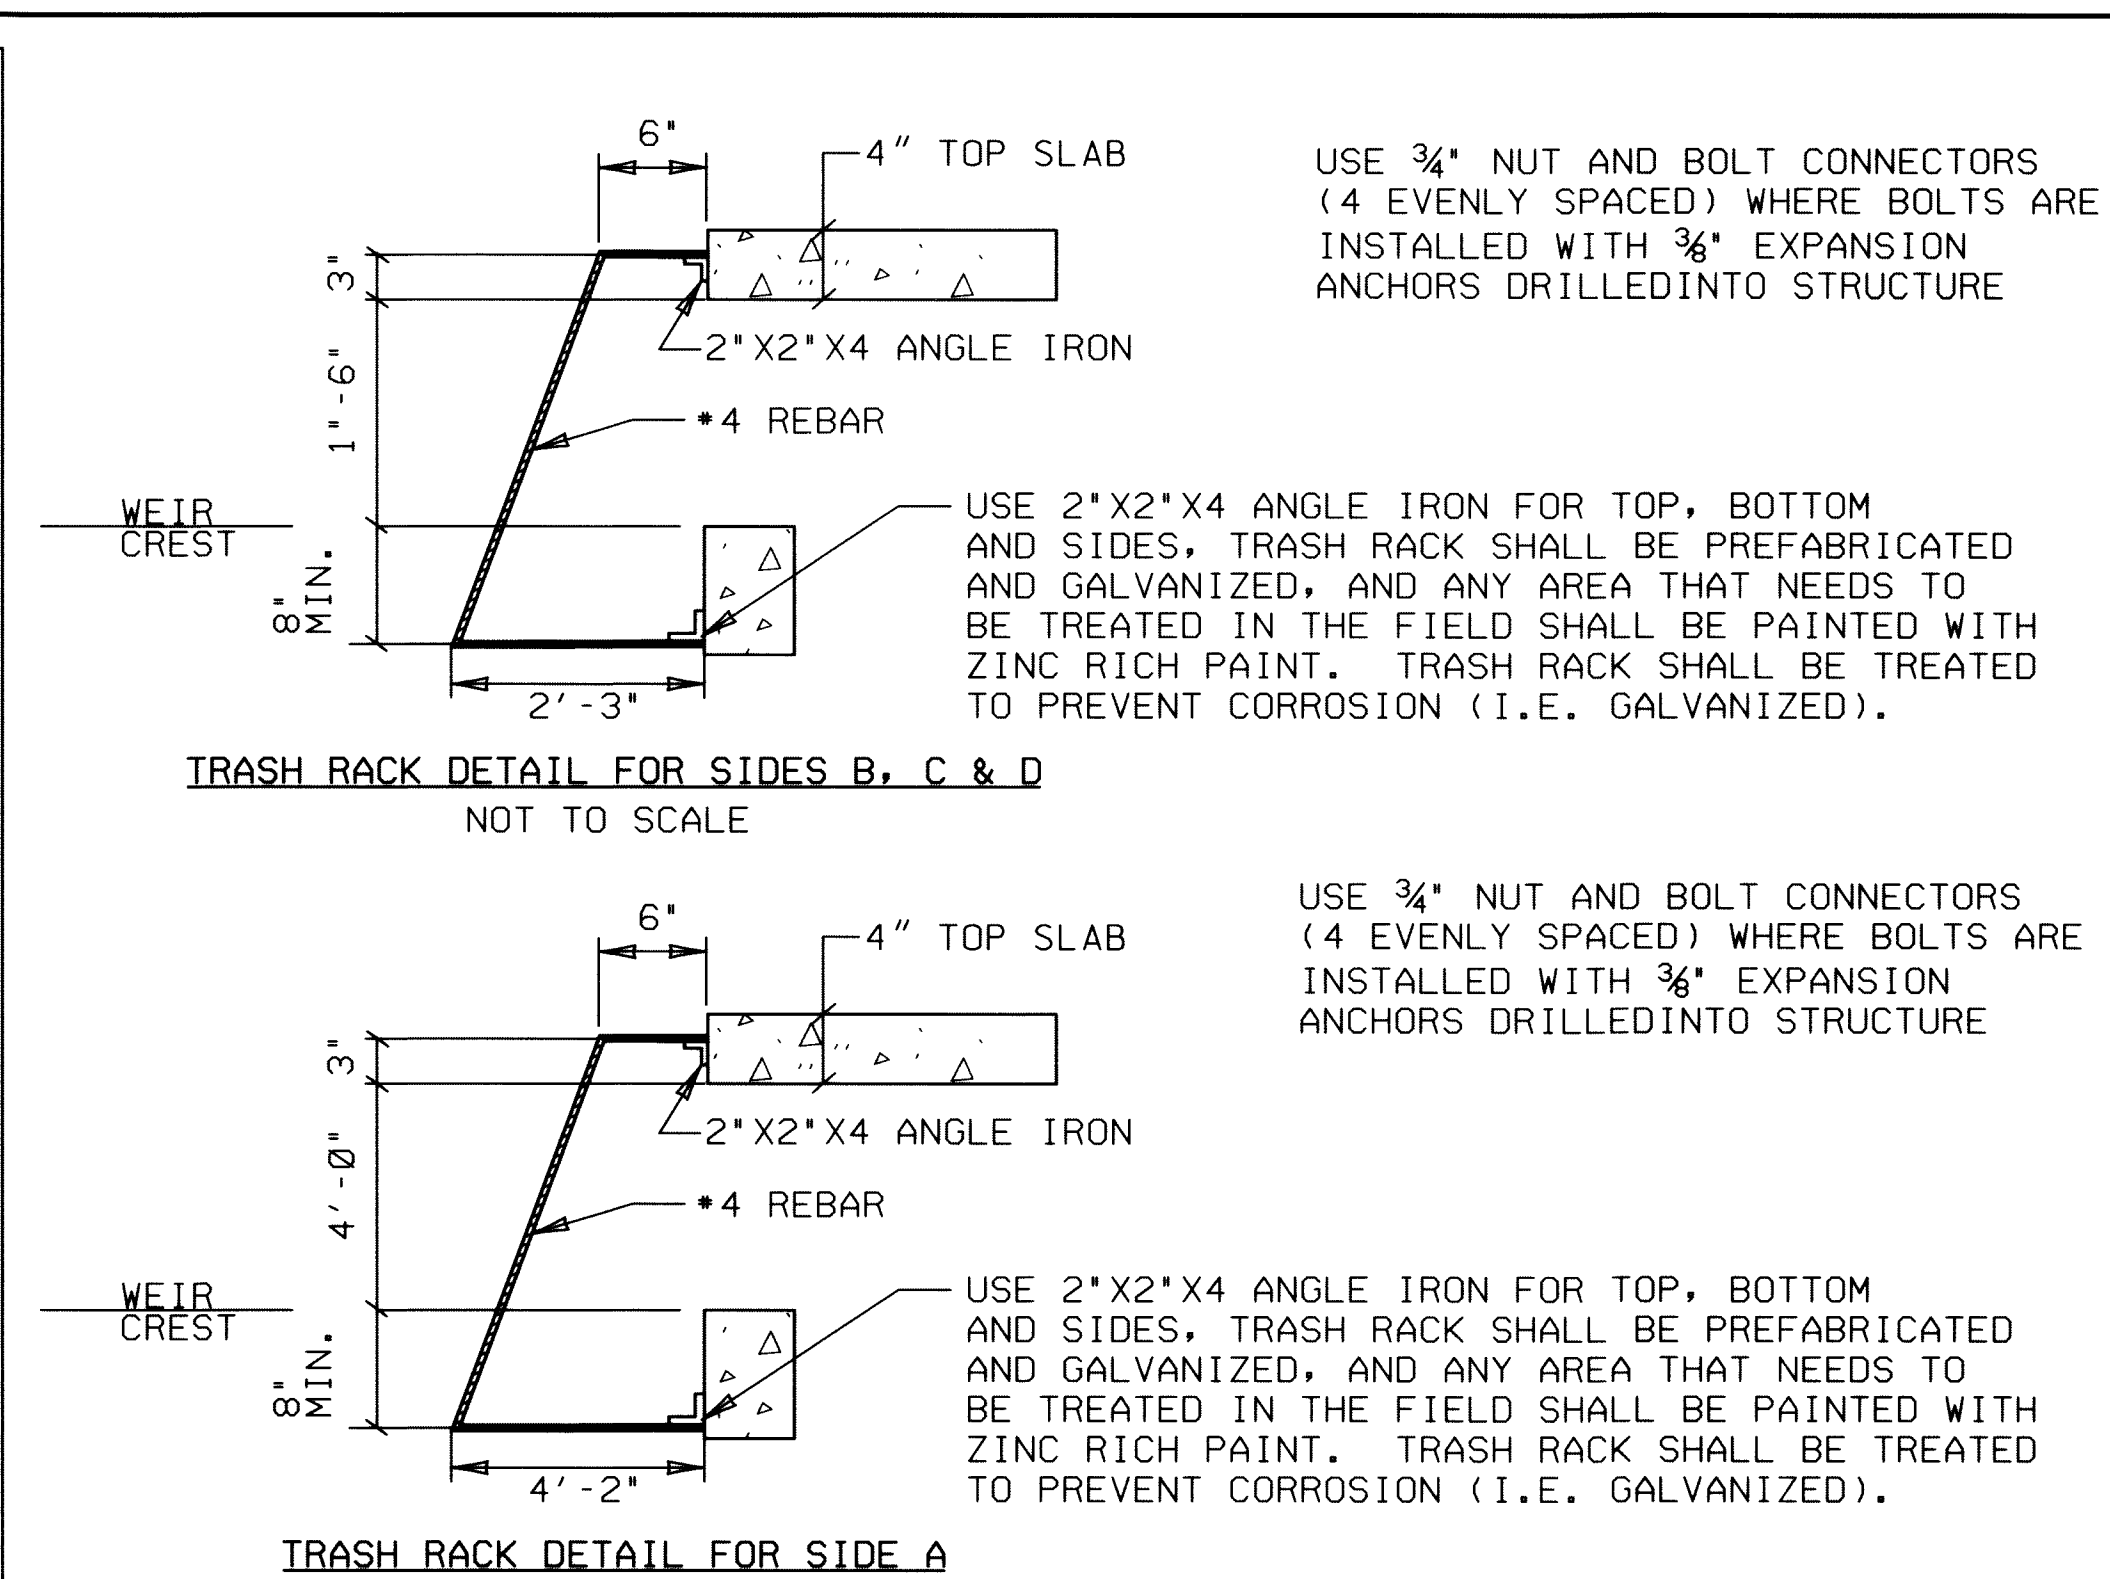 6"
4" TOP SLAB
USE ¾" NUT AND BOLT CONNECTORS
(4 EVENLY SPACED) WHERE BOLTS ARE
INSTALLED WITH ⅜" EXPANSION
ANCHORS DRILLEDINTO STRUCTURE
3"
2"X2"X4 ANGLE IRON
1"-6"
#4 REBAR
WEIR
CREST
8"
MIN.
USE 2"X2"X4 ANGLE IRON FOR TOP, BOTTOM
AND SIDES, TRASH RACK SHALL BE PREFABRICATED
AND GALVANIZED, AND ANY AREA THAT NEEDS TO
BE TREATED IN THE FIELD SHALL BE PAINTED WITH
ZINC RICH PAINT. TRASH RACK SHALL BE TREATED
TO PREVENT CORROSION (I.E. GALVANIZED).
2'-3"
TRASH RACK DETAIL FOR SIDES B, C & D
NOT TO SCALE
6"
4" TOP SLAB
USE ¾" NUT AND BOLT CONNECTORS
(4 EVENLY SPACED) WHERE BOLTS ARE
INSTALLED WITH ⅜" EXPANSION
ANCHORS DRILLEDINTO STRUCTURE
3"
2"X2"X4 ANGLE IRON
4'-0"
#4 REBAR
WEIR
CREST
8"
MIN.
USE 2"X2"X4 ANGLE IRON FOR TOP, BOTTOM
AND SIDES, TRASH RACK SHALL BE PREFABRICATED
AND GALVANIZED, AND ANY AREA THAT NEEDS TO
BE TREATED IN THE FIELD SHALL BE PAINTED WITH
ZINC RICH PAINT. TRASH RACK SHALL BE TREATED
TO PREVENT CORROSION (I.E. GALVANIZED).
4'-2"
TRASH RACK DETAIL FOR SIDE A